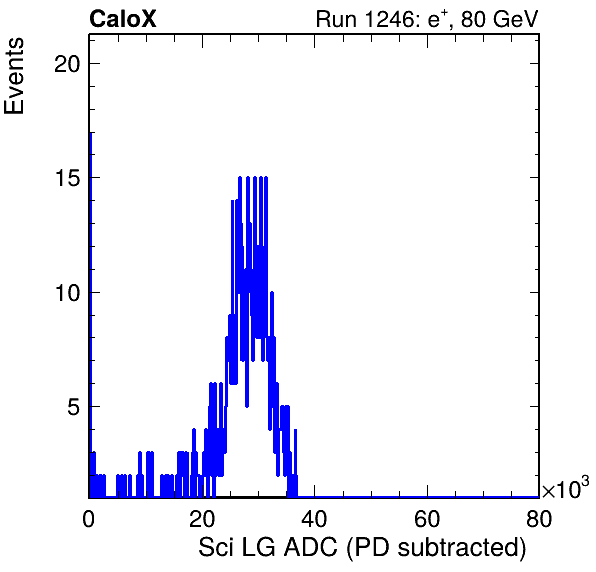 CaloX Run 1246: e⁺, 80 GeV
Events
20
15
10
5
0 20 40 60 80
×10³
Sci LG ADC (PD subtracted)